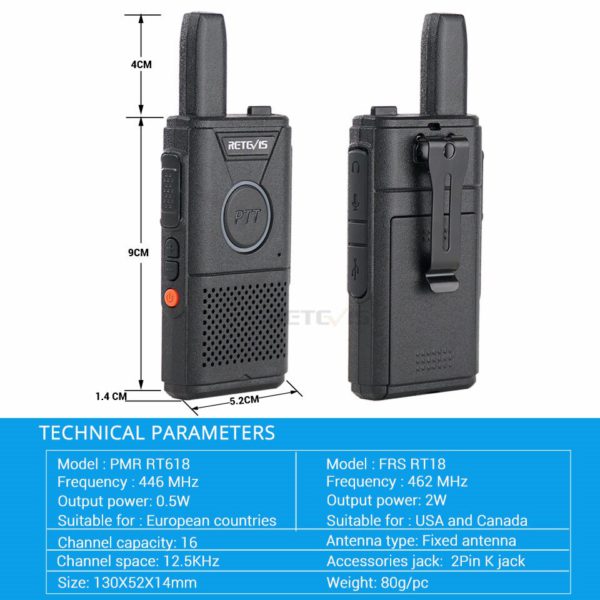 4CM
RETEVIS
PTT
9CM
1.4 CM
5.2CM
RETEVIS
TECHNICAL PARAMETERS
Model : PMR RT618
Frequency : 446 MHz
Output power: 0.5W
Suitable for : European countries
Model : FRS RT18
Frequency : 462 MHz
Output power: 2W
Suitable for : USA and Canada
Channel capacity: 16
Antenna type: Fixed antenna
Channel space: 12.5KHz
Accessories jack: 2Pin K jack
Size: 130X52X14mm
Weight: 80g/pc